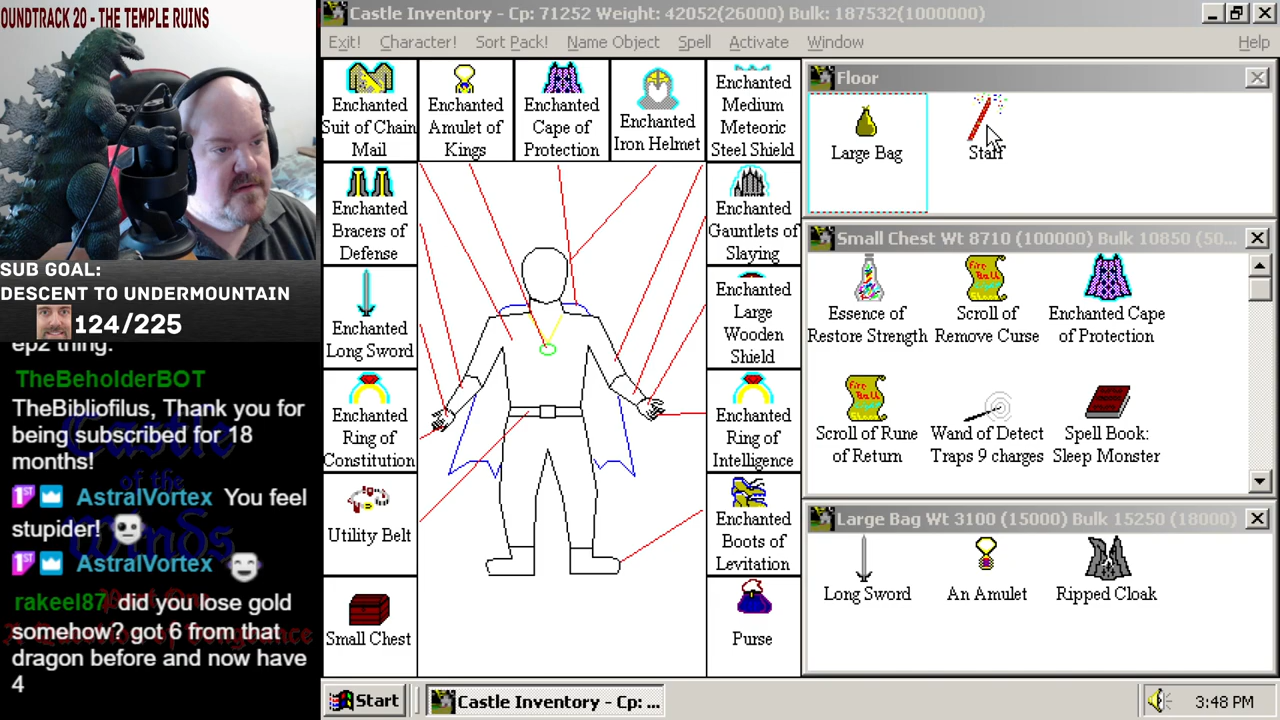 OUNDTRACK 20 - THE TEMPLE RUINS
SUB GOAL:
DESCENT TO UNDERMOUNTAIN
124/225
ep2 thing.
TheBeholderBOT
TheBibliofilus, Thank you for
being subscribed for 18
months!
1ST AstralVortex You feel
stupider!
1ST AstralVortex
rakeel87 did you lose gold
somehow? got 6 from that
dragon before and now have
4
Castle Inventory - Cp: 71252 Weight: 42052(26000) Bulk: 187532(1000000)
Exit! Character! Sort Pack! Name Object Spell Activate Window Help
Enchanted
Suit of Chain
Mail
Enchanted
Amulet of
Kings
Enchanted
Cape of
Protection
Enchanted
Iron Helmet
Enchanted
Medium
Meteoric
Steel Shield
Enchanted
Bracers of
Defense
Enchanted
Gauntlets of
Slaying
Enchanted
Long Sword
Enchanted
Large
Wooden
Shield
Enchanted
Ring of
Constitution
Enchanted
Ring of
Intelligence
Utility Belt
Enchanted
Boots of
Levitation
Small Chest
Purse
Floor
Large Bag
Staff
Small Chest Wt 8710 (100000) Bulk 10850 (50...
Essence of
Restore Strength
Scroll of
Remove Curse
Enchanted Cape
of Protection
Scroll of Rune
of Return
Wand of Detect
Traps 9 charges
Spell Book:
Sleep Monster
Large Bag Wt 3100 (15000) Bulk 15250 (
Long Sword
An Amulet
Ripped Cloak
Start
Castle Inventory - Cp: ...
3:48 PM